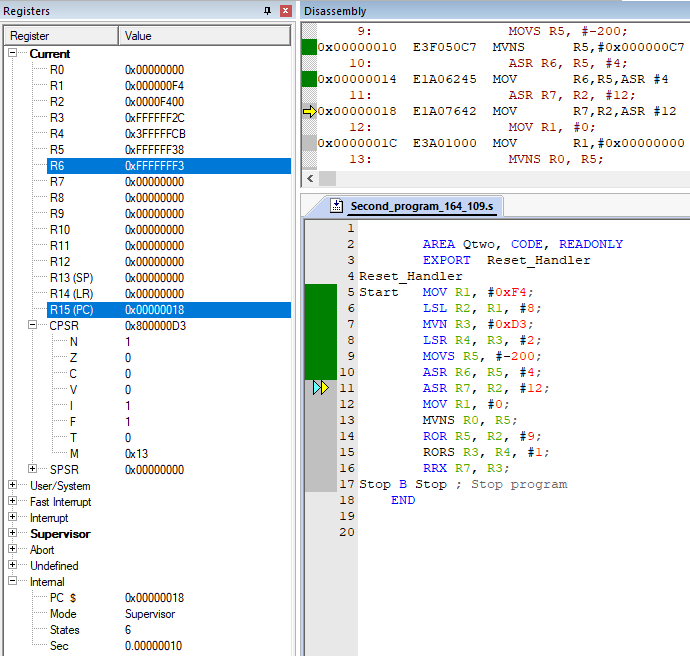 Registers
Register Value
Current
R0 0x00000000
R1 0x000000F4
R2 0x0000F400
R3 0xFFFFFF2C
R4 0x3FFFFFCB
R5 0xFFFFFF38
R6 0xFFFFFFF3
R7 0x00000000
R8 0x00000000
R9 0x00000000
R10 0x00000000
R11 0x00000000
R12 0x00000000
R13 (SP) 0x00000000
R14 (LR) 0x00000000
R15 (PC) 0x00000018
CPSR 0x800000D3
N 1
Z 0
C 0
V 0
I 1
F 1
T 0
M 0x13
SPSR 0x00000000
User/System
Fast Interrupt
Interrupt
Supervisor
Abort
Undefined
Internal
PC $ 0x00000018
Mode Supervisor
States 6
Sec 0.00000010
Disassembly
9: MOVS R5, #-200;
0x00000010 E3F050C7 MVNS R5,#0x000000C7
10: ASR R6, R5, #4;
0x00000014 E1A06245 MOV R6,R5,ASR #4
11: ASR R7, R2, #12;
0x00000018 E1A07642 MOV R7,R2,ASR #12
12: MOV R1, #0;
0x0000001C E3A01000 MOV R1,#0x00000000
13: MVNS R0, R5;
Second_program_164_109.s
1
2 AREA Qtwo, CODE, READONLY
3 EXPORT Reset_Handler
4 Reset_Handler
5 Start MOV R1, #0xF4;
6 LSL R2, R1, #8;
7 MVN R3, #0xD3;
8 LSR R4, R3, #2;
9 MOVS R5, #-200;
10 ASR R6, R5, #4;
11 ASR R7, R2, #12;
12 MOV R1, #0;
13 MVNS R0, R5;
14 ROR R5, R2, #9;
15 RORS R3, R4, #1;
16 RRX R7, R3;
17 Stop B Stop ; Stop program
18 END
19
20